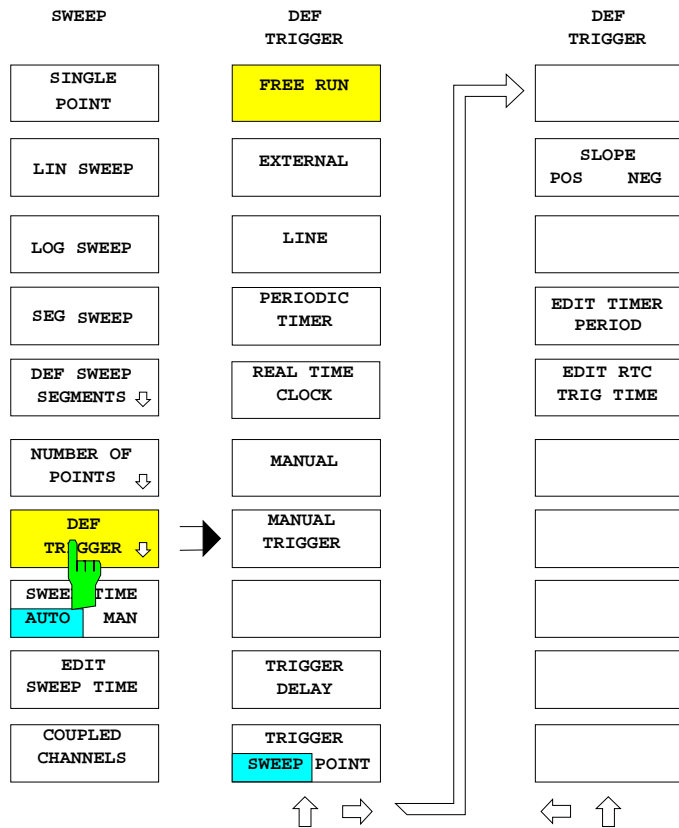 SWEEP
SINGLE
POINT
LIN SWEEP
LOG SWEEP
SEG SWEEP
DEF SWEEP
SEGMENTS
NUMBER OF
POINTS
DEF
TRIGGER
SWEEP TIME
AUTO MAN
EDIT
SWEEP TIME
COUPLED
CHANNELS
DEF
TRIGGER
FREE RUN
EXTERNAL
LINE
PERIODIC
TIMER
REAL TIME
CLOCK
MANUAL
MANUAL
TRIGGER
TRIGGER
DELAY
TRIGGER
SWEEP POINT
DEF
TRIGGER
SLOPE
POS NEG
EDIT TIMER
PERIOD
EDIT RTC
TRIG TIME